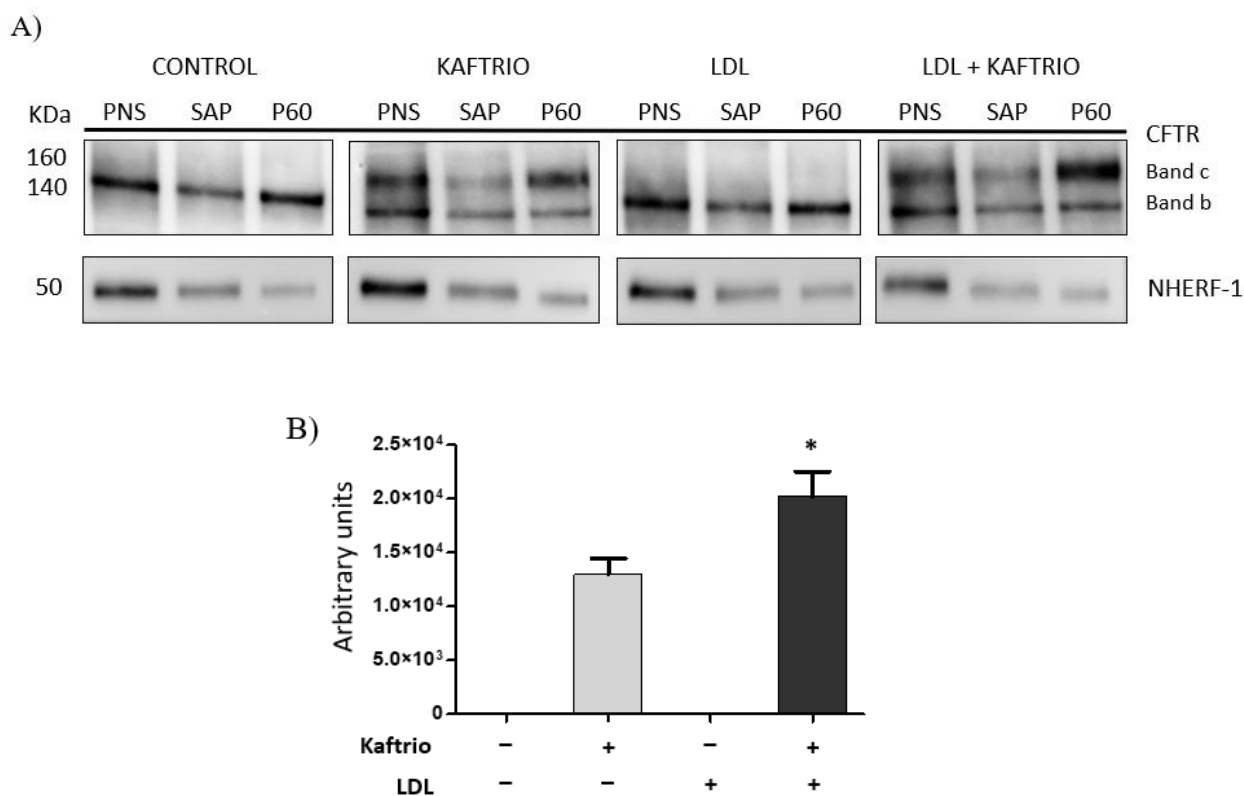 A)
CONTROL KAFTRIO LDL LDL + KAFTRIO
KDa PNS SAP P60 PNS SAP P60 PNS SAP P60 PNS SAP P60
CFTR
160 Band c
140
Band b
50 NHERF-1
B)
2.5×10⁴
*
2.0×10⁴
1.5×10⁴
1.0×10⁴
5.0×10³
0
Arbitrary units
Kaftrio − + − +
LDL − − + +